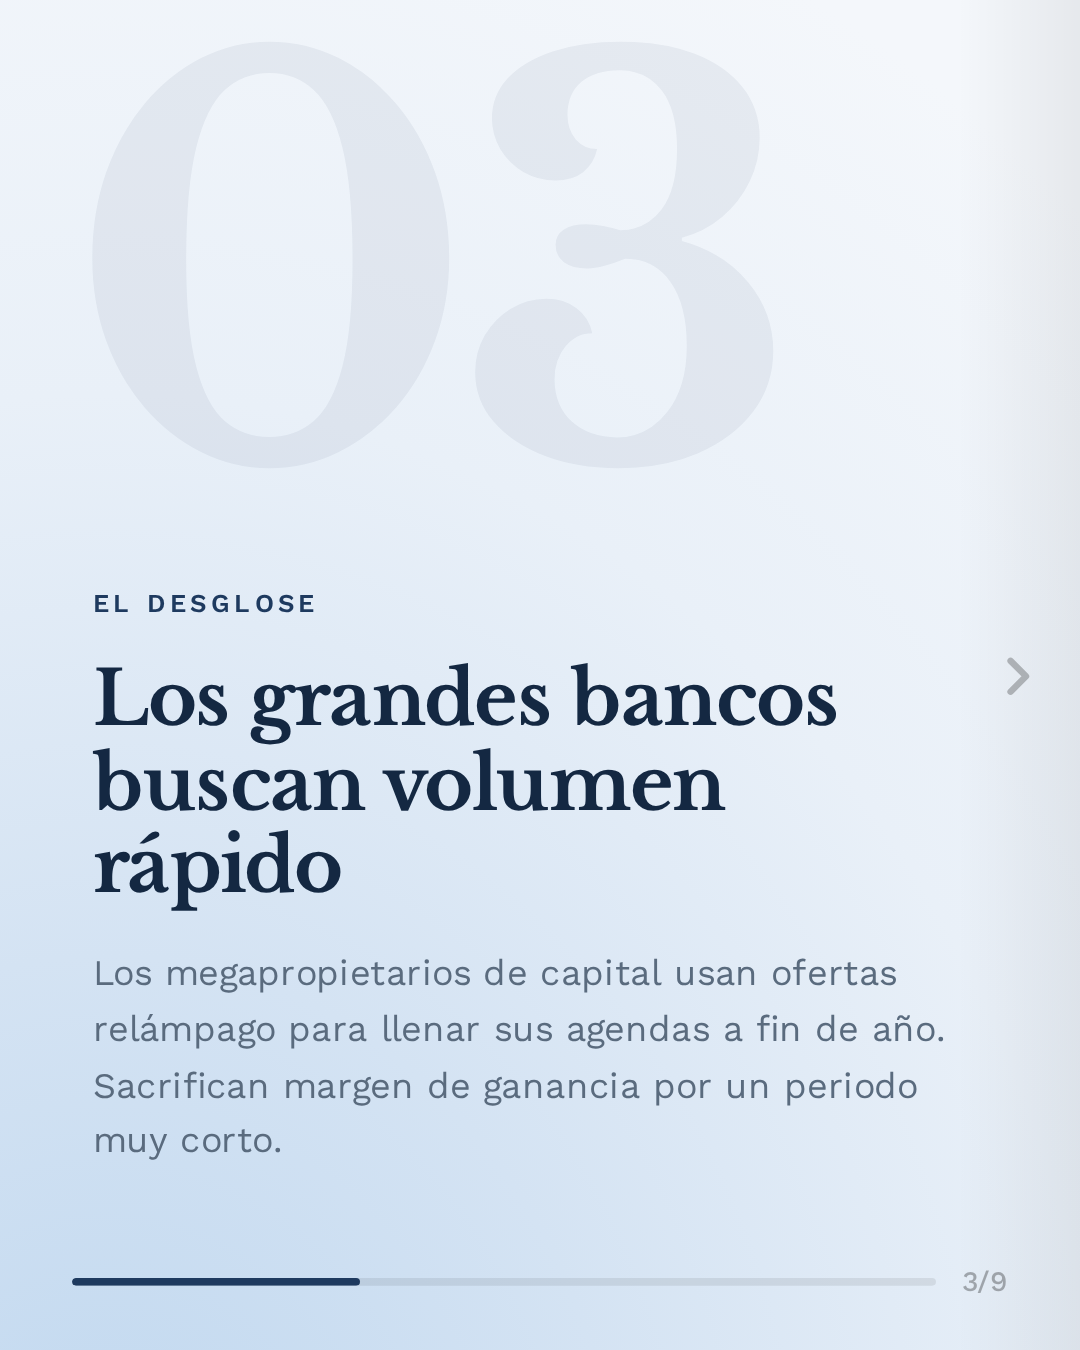 03
EL DESGLOSE
Los grandes bancos
buscan volumen
rápido
Los megapropietarios de capital usan ofertas
relámpago para llenar sus agendas a fin de año.
Sacrifican margen de ganancia por un periodo
muy corto.
3/9